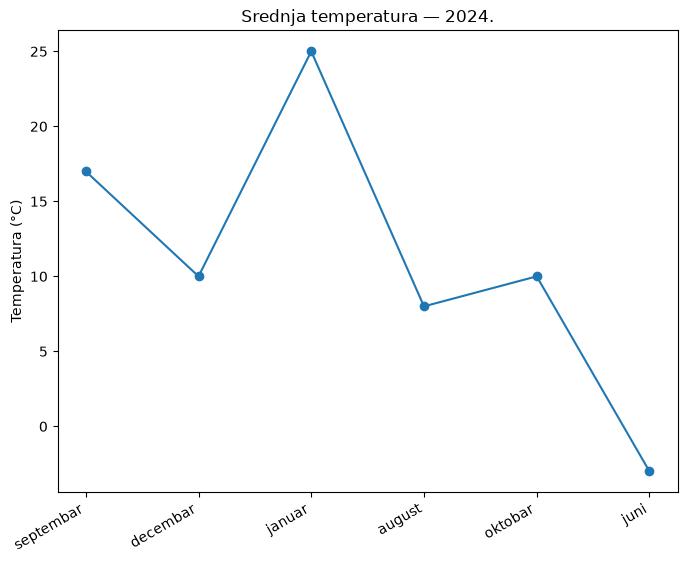 Srednja temperatura — 2024.
Temperatura (°C)
25
20
15
10
5
0
septembar
decembar
januar
august
oktobar
juni